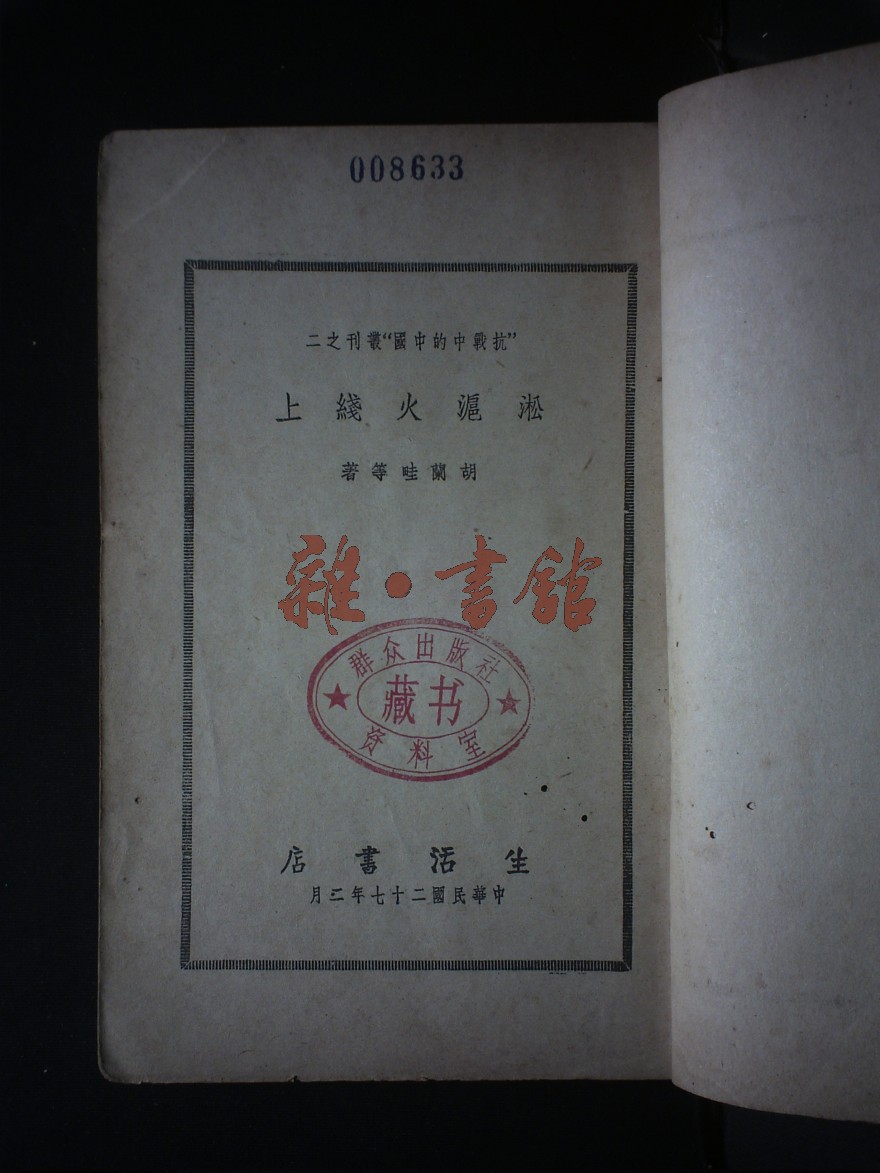 008633
"抗戰中的中國"叢刊之二
淞滬火綫上
胡蘭畦等著
雜·書館
群众出版社
藏书
资料室
生活書店
中華民國二十七年二月